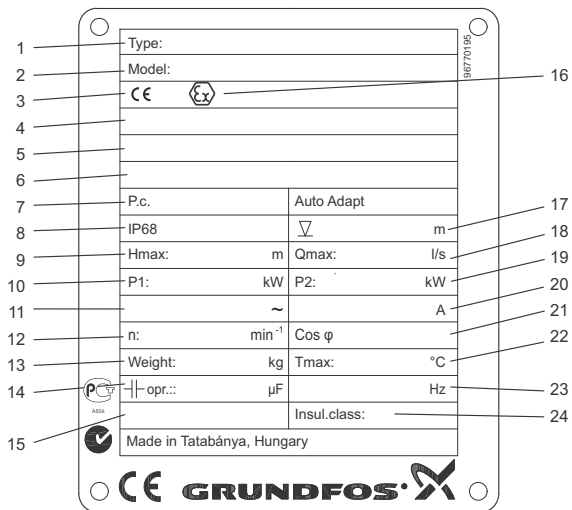 1 Type:
96770195
2 Model:
3 CE Ex 16
4
5
6
7 P.c. Auto Adapt
8 IP68 m 17
9 Hmax: m Qmax: l/s 18
10 P1: kW P2: kW 19
11 ~ A 20
12 n: min⁻¹ Cos φ 21
13 Weight: kg Tmax: °C 22
14 opr.:: µF Hz 23
15 Insul.class: 24
Made in Tatabánya, Hungary
CE GRUNDFOS